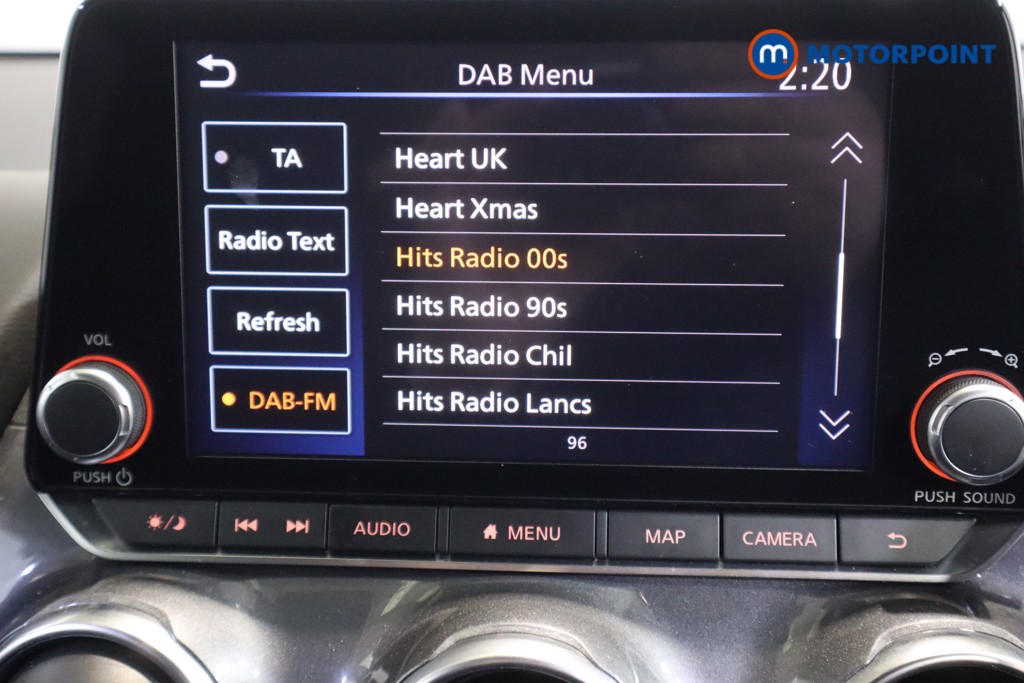 m. MOTORPOINT
DAB Menu
2:20
TA
Radio Text
Refresh
DAB-FM
Heart UK
Heart Xmas
Hits Radio 00s
Hits Radio 90s
Hits Radio Chil
Hits Radio Lancs
96
VOL
PUSH
PUSH SOUND
AUDIO
MENU
MAP
CAMERA